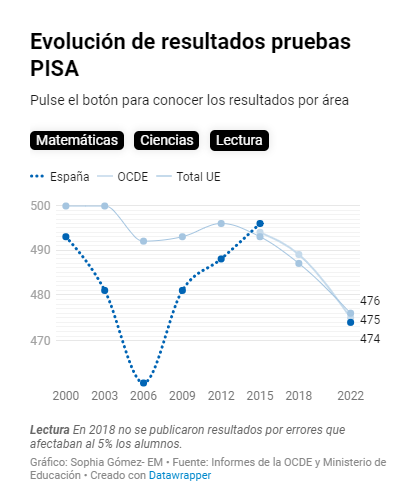 Evolución de resultados pruebas
PISA
Pulse el botón para conocer los resultados por área
Matemáticas Ciencias Lectura
España OCDE Total UE
500
490
480
470
476
475
474
2000 2003 2006 2009 2012 2015 2018 2022
Lectura En 2018 no se publicaron resultados por errores que
afectaban al 5% los alumnos.
Gráfico: Sophia Gómez- EM • Fuente: Informes de la OCDE y Ministerio de
Educación • Creado con Datawrapper